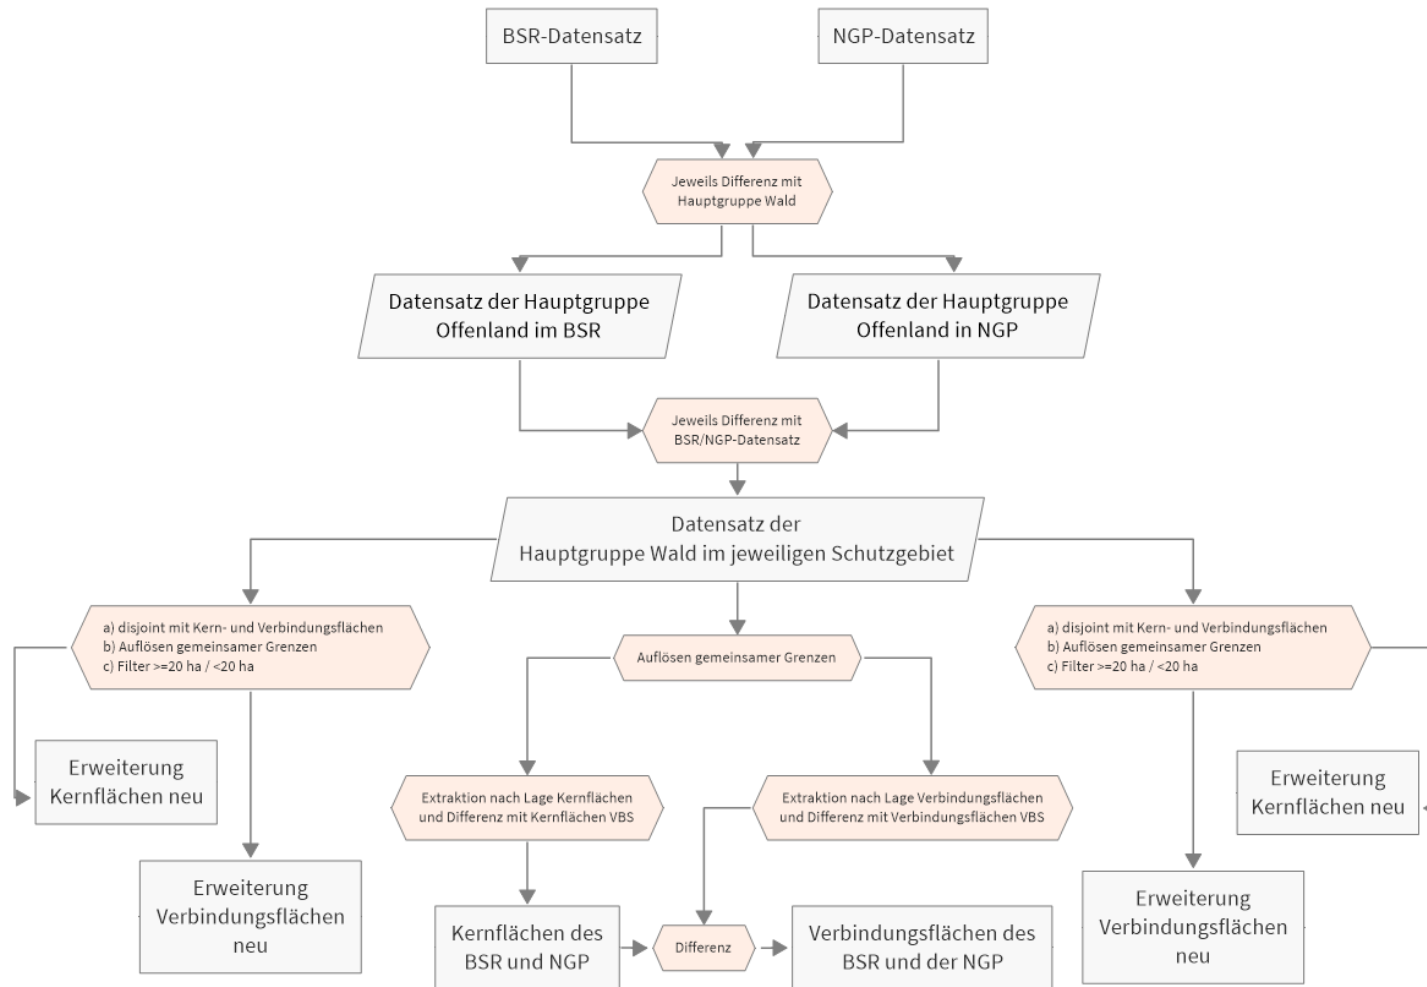 BSR-Datensatz
NGP-Datensatz
Jeweils Differenz mit
Hauptgruppe Wald
Datensatz der Hauptgruppe
Offenland im BSR
Datensatz der Hauptgruppe
Offenland in NGP
Jeweils Differenz mit
BSR/NGP-Datensatz
Datensatz der
Hauptgruppe Wald im jeweiligen Schutzgebiet
a) disjoint mit Kern- und Verbindungsflächen
b) Auflösen gemeinsamer Grenzen
c) Filter >=20 ha / <20 ha
Auflösen gemeinsamer Grenzen
a) disjoint mit Kern- und Verbindungsflächen
b) Auflösen gemeinsamer Grenzen
c) Filter >=20 ha / <20 ha
Erweiterung
Kernflächen neu
Extraktion nach Lage Kernflächen
und Differenz mit Kernflächen VBS
Extraktion nach Lage Verbindungsflächen
und Differenz mit Verbindungsflächen VBS
Erweiterung
Kernflächen neu
Erweiterung
Verbindungsflächen
neu
Kernflächen des
BSR und NGP
Differenz
Verbindungsflächen des
BSR und der NGP
Erweiterung
Verbindungsflächen
neu